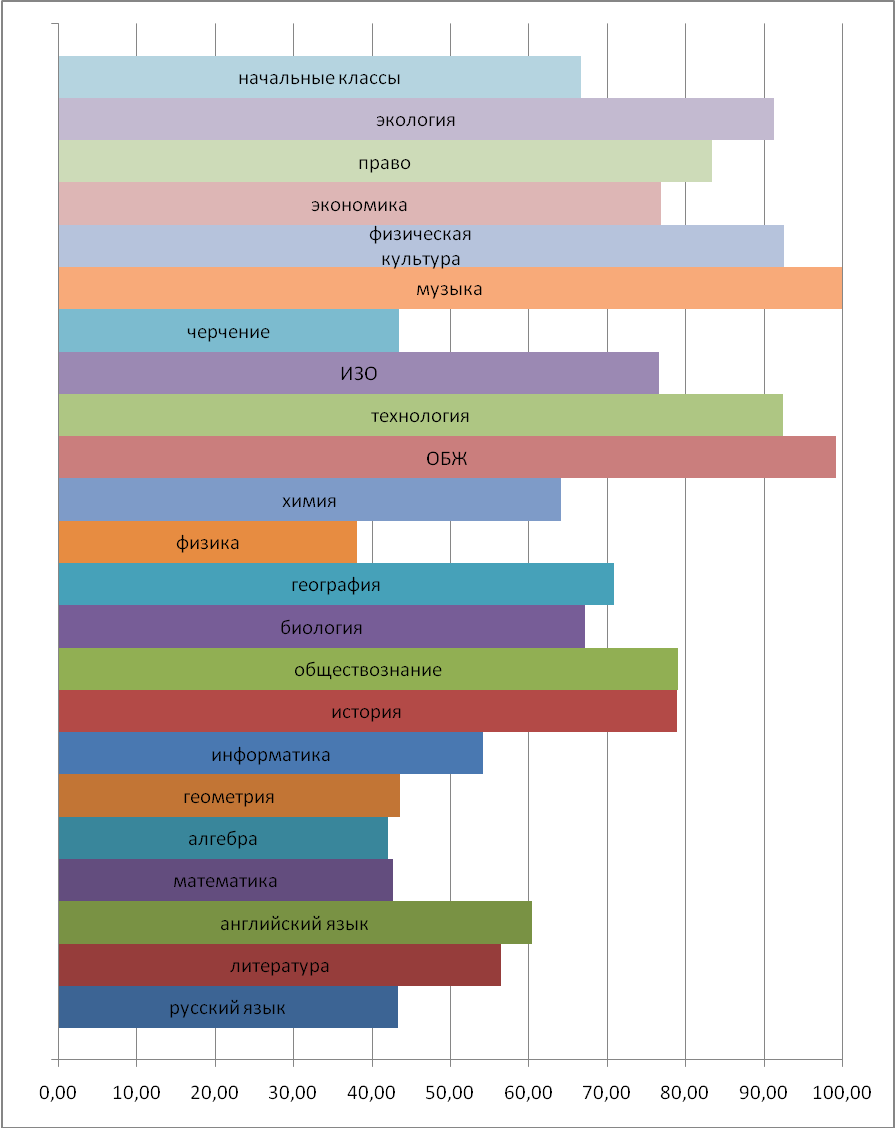 начальные классы
экология
право
экономика
физическая
культура
музыка
черчение
ИЗО
технология
ОБЖ
химия
физика
география
биология
обществознание
история
информатика
геометрия
алгебра
математика
английский язык
литература
русский язык
0,00 10,00 20,00 30,00 40,00 50,00 60,00 70,00 80,00 90,00 100,00